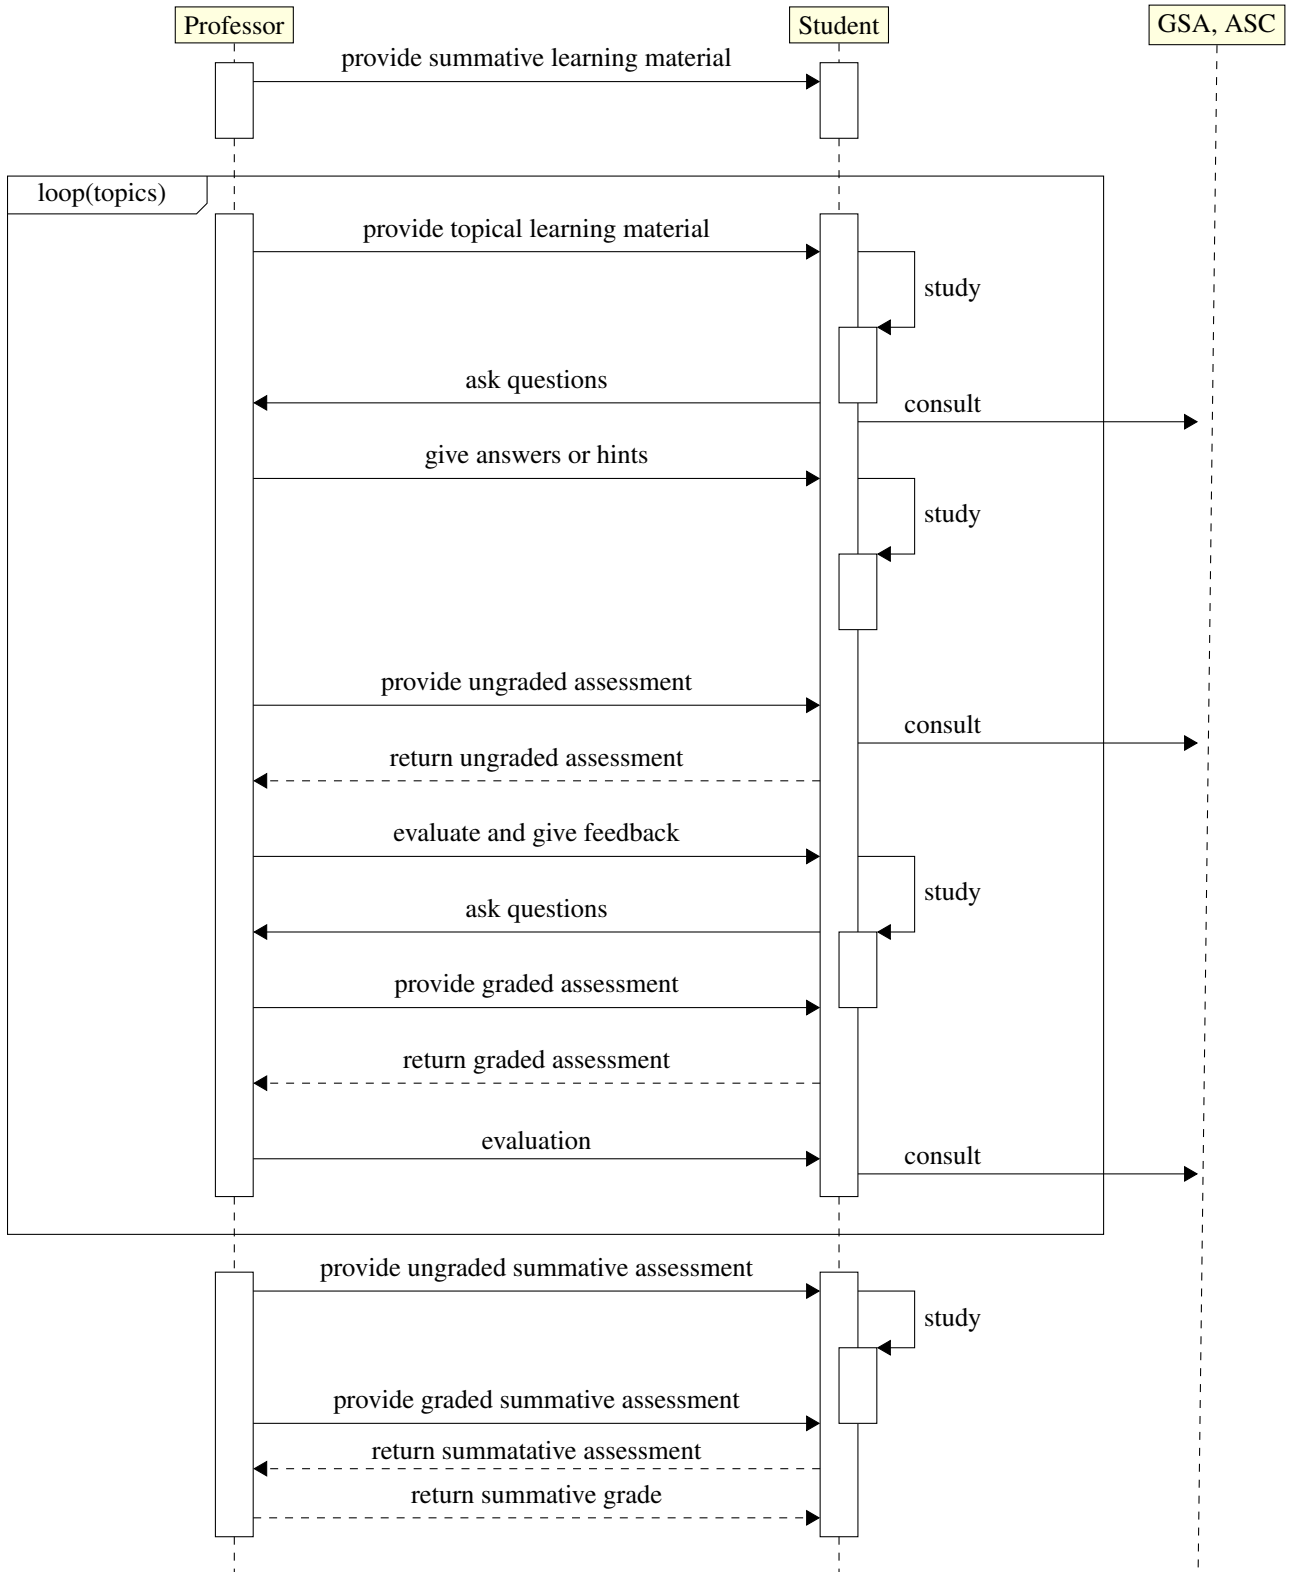 Professor
Student
GSA, ASC
provide summative learning material
loop(topics)
provide topical learning material
study
ask questions
consult
give answers or hints
study
provide ungraded assessment
consult
return ungraded assessment
evaluate and give feedback
study
ask questions
provide graded assessment
return graded assessment
evaluation
consult
provide ungraded summative assessment
study
provide graded summative assessment
return summatative assessment
return summative grade